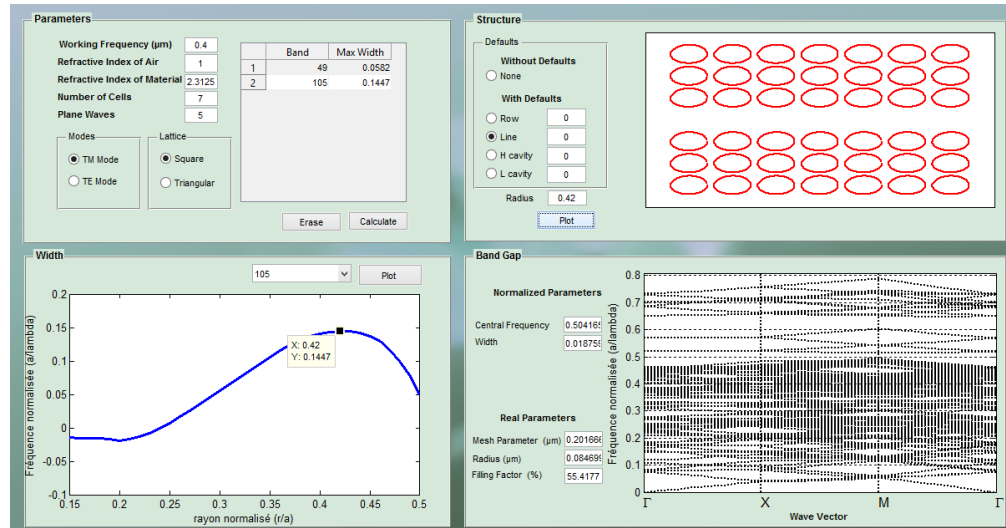 Parameters
Working Frequency (µm) 0.4
Refractive Index of Air 1
Refractive Index of Material 2.3125
Number of Cells 7
Plane Waves 5
Band Max Width
1 49 0.0582
2 105 0.1447
Modes
TM Mode
TE Mode
Lattice
Square
Triangular
Erase Calculate
Structure
Defaults
Without Defaults
None
With Defaults
Row 0
Line 0
H cavity 0
L cavity 0
Radius 0.42
Plot
Width
105 Plot
Fréquence normalisée (a/lambda)
0.2
0.15
0.1
0.05
0
-0.05
-0.1
X: 0.42
Y: 0.1447
0.15 0.2 0.25 0.3 0.35 0.4 0.45 0.5
rayon normalisé (r/a)
Band Gap
Normalized Parameters
Central Frequency 0.504165
Width 0.018759
Real Parameters
Mesh Parameter (µm) 0.201666
Radius (µm) 0.084699
Filling Factor (%) 55.4177
Fréquence normalisée (a/lambda)
0.8
0.7
0.6
0.5
0.4
0.3
0.2
0.1
0
Γ X M Γ
Wave Vector